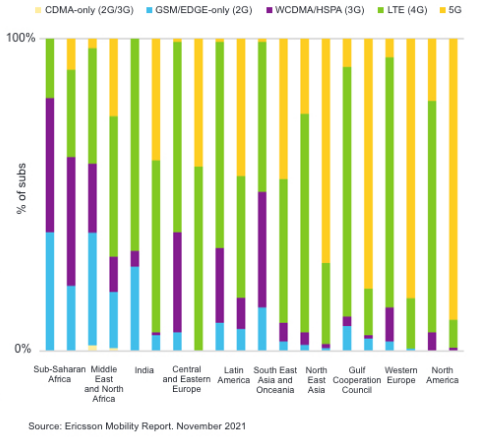 CDMA-only (2G/3G) GSM/EDGE-only (2G) WCDMA/HSPA (3G) LTE (4G) 5G
100%
% of subs
0%
Sub-Saharan
Africa
Middle
East
and North
Africa
India
Central
and Eastern
Europe
Latin
America
South East
Asia and
Onceania
North
East
Asia
Gulf
Cooperation
Council
Western
Europe
North
America
Source: Ericsson Mobility Report. November 2021